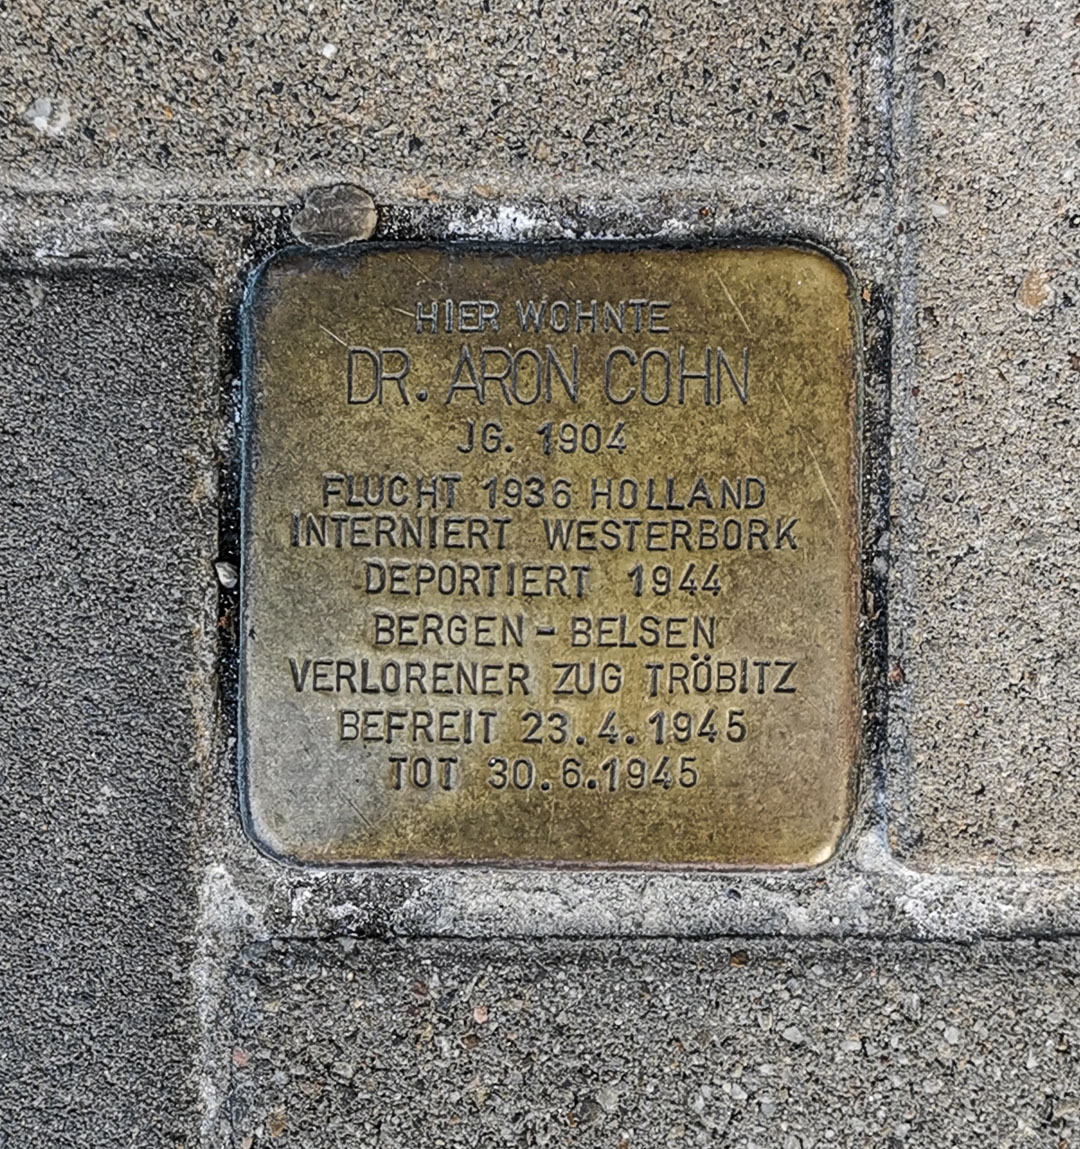 HIER WOHNTE
DR. ARON COHN
JG. 1904
FLUCHT 1936 HOLLAND
INTERNIERT WESTERBORK
DEPORTIERT 1944
BERGEN - BELSEN
VERLORENER ZUG TRÖBITZ
BEFREIT 23.4.1945
TOT 30.6.1945